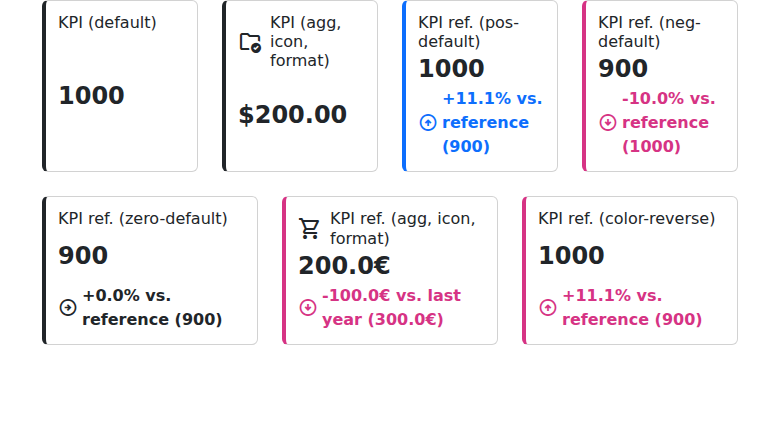 KPI (default)
1000
KPI (agg,
icon,
format)
$200.00
KPI ref. (pos-
default)
1000
+11.1% vs.
reference
(900)
KPI ref. (neg-
default)
900
-10.0% vs.
reference
(1000)
KPI ref. (zero-default)
900
+0.0% vs.
reference (900)
KPI ref. (agg, icon,
format)
200.0€
-100.0€ vs. last
year (300.0€)
KPI ref. (color-reverse)
1000
+11.1% vs.
reference (900)